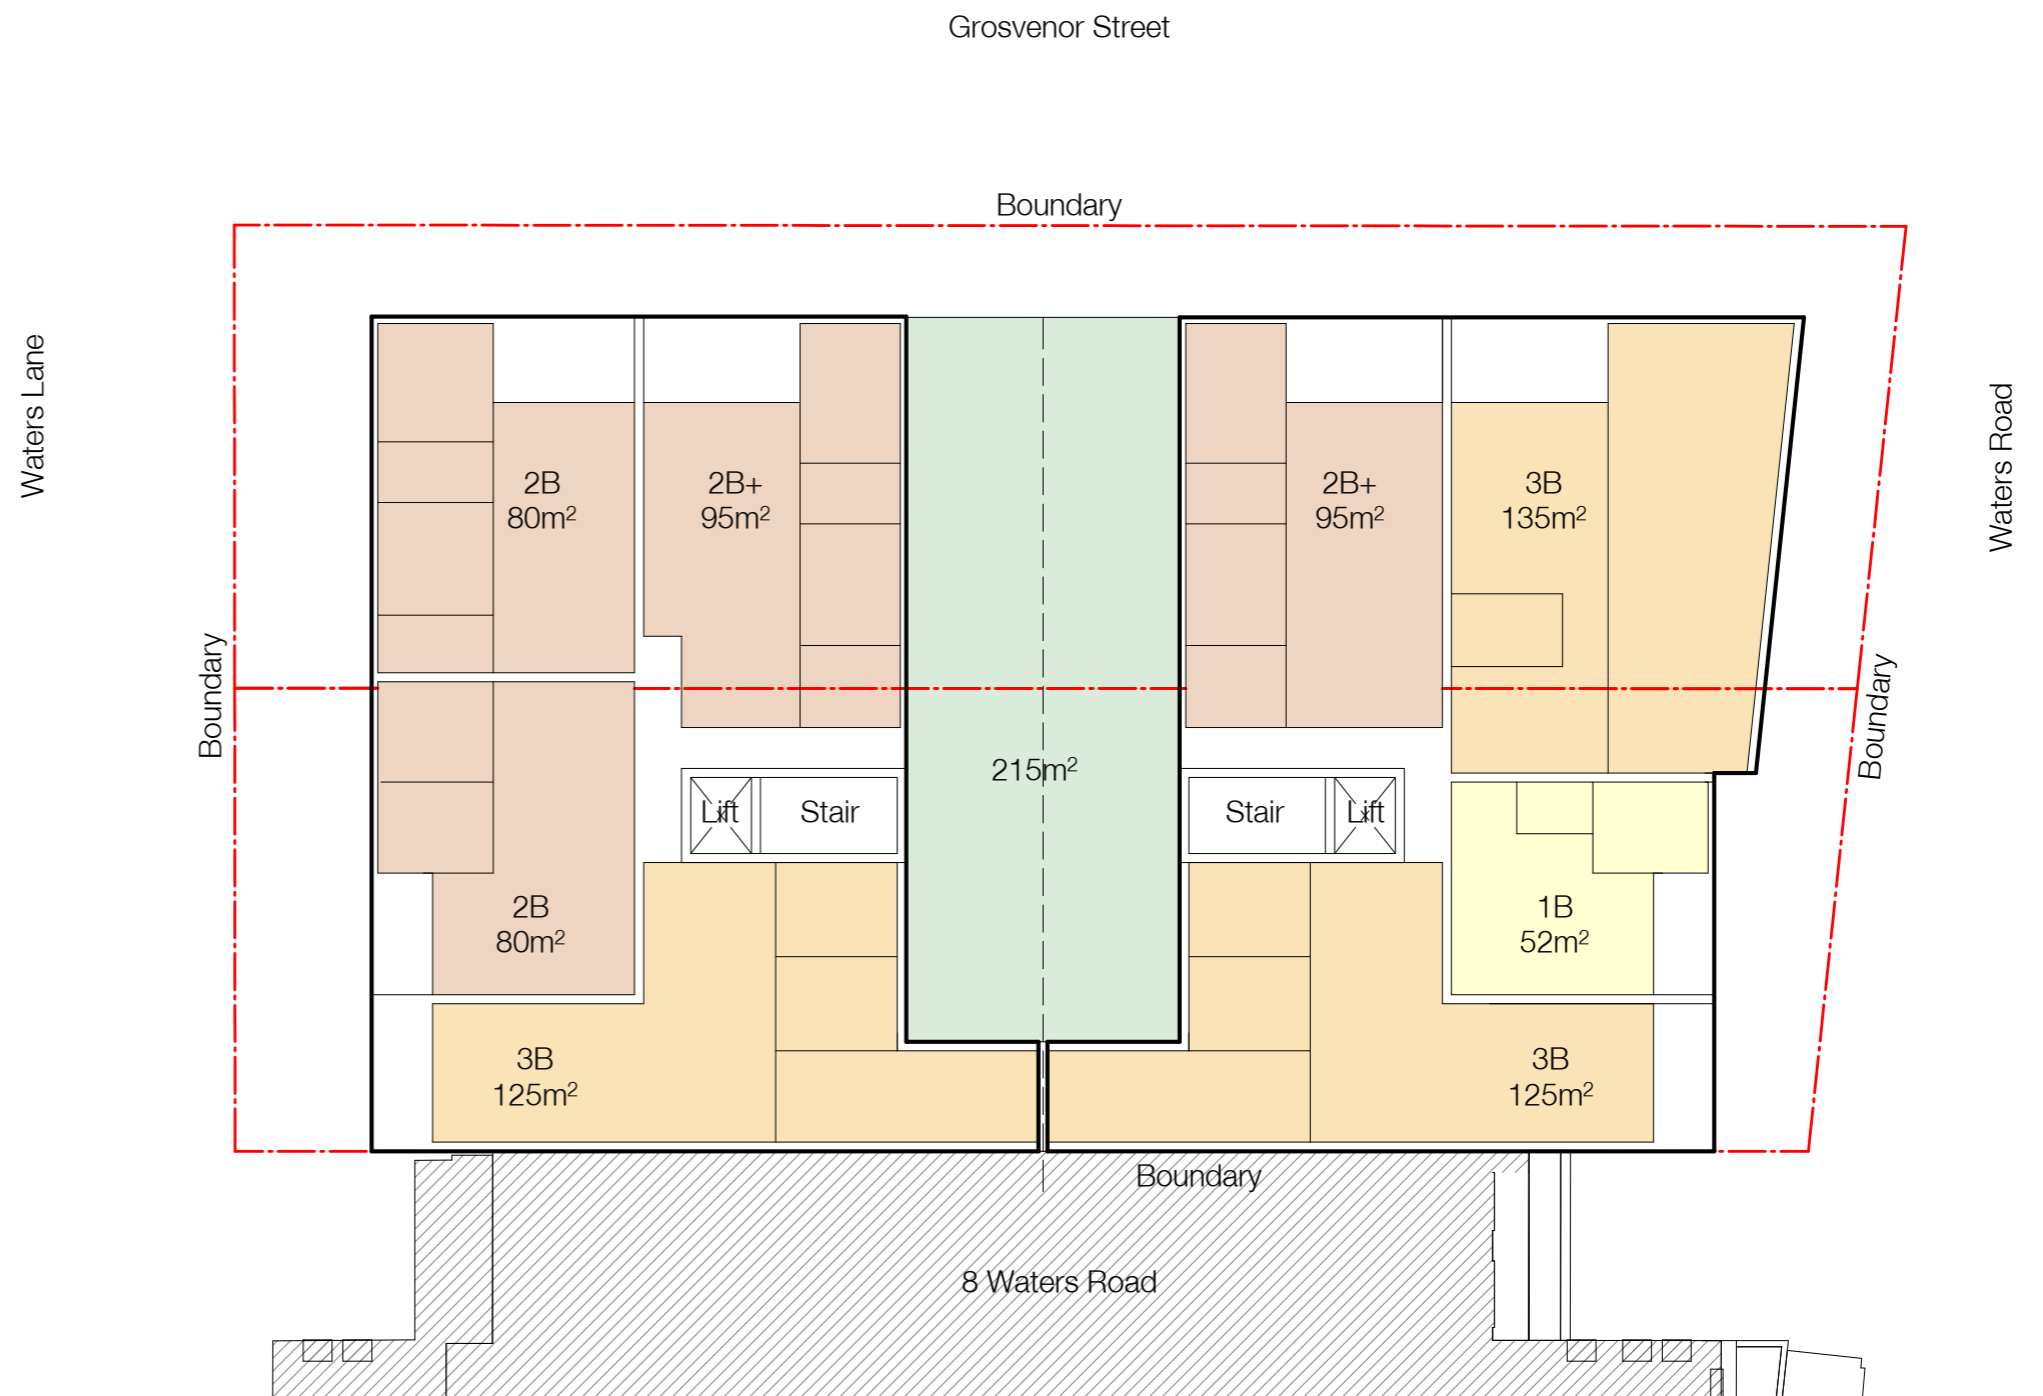 Grosvenor Street
Boundary
Waters Lane
Waters Road
2B
80m²
2B+
95m²
2B+
95m²
3B
135m²
Boundary
Boundary
215m²
Lift
Stair
Stair
Lift
2B
80m²
1B
52m²
3B
125m²
3B
125m²
Boundary
8 Waters Road